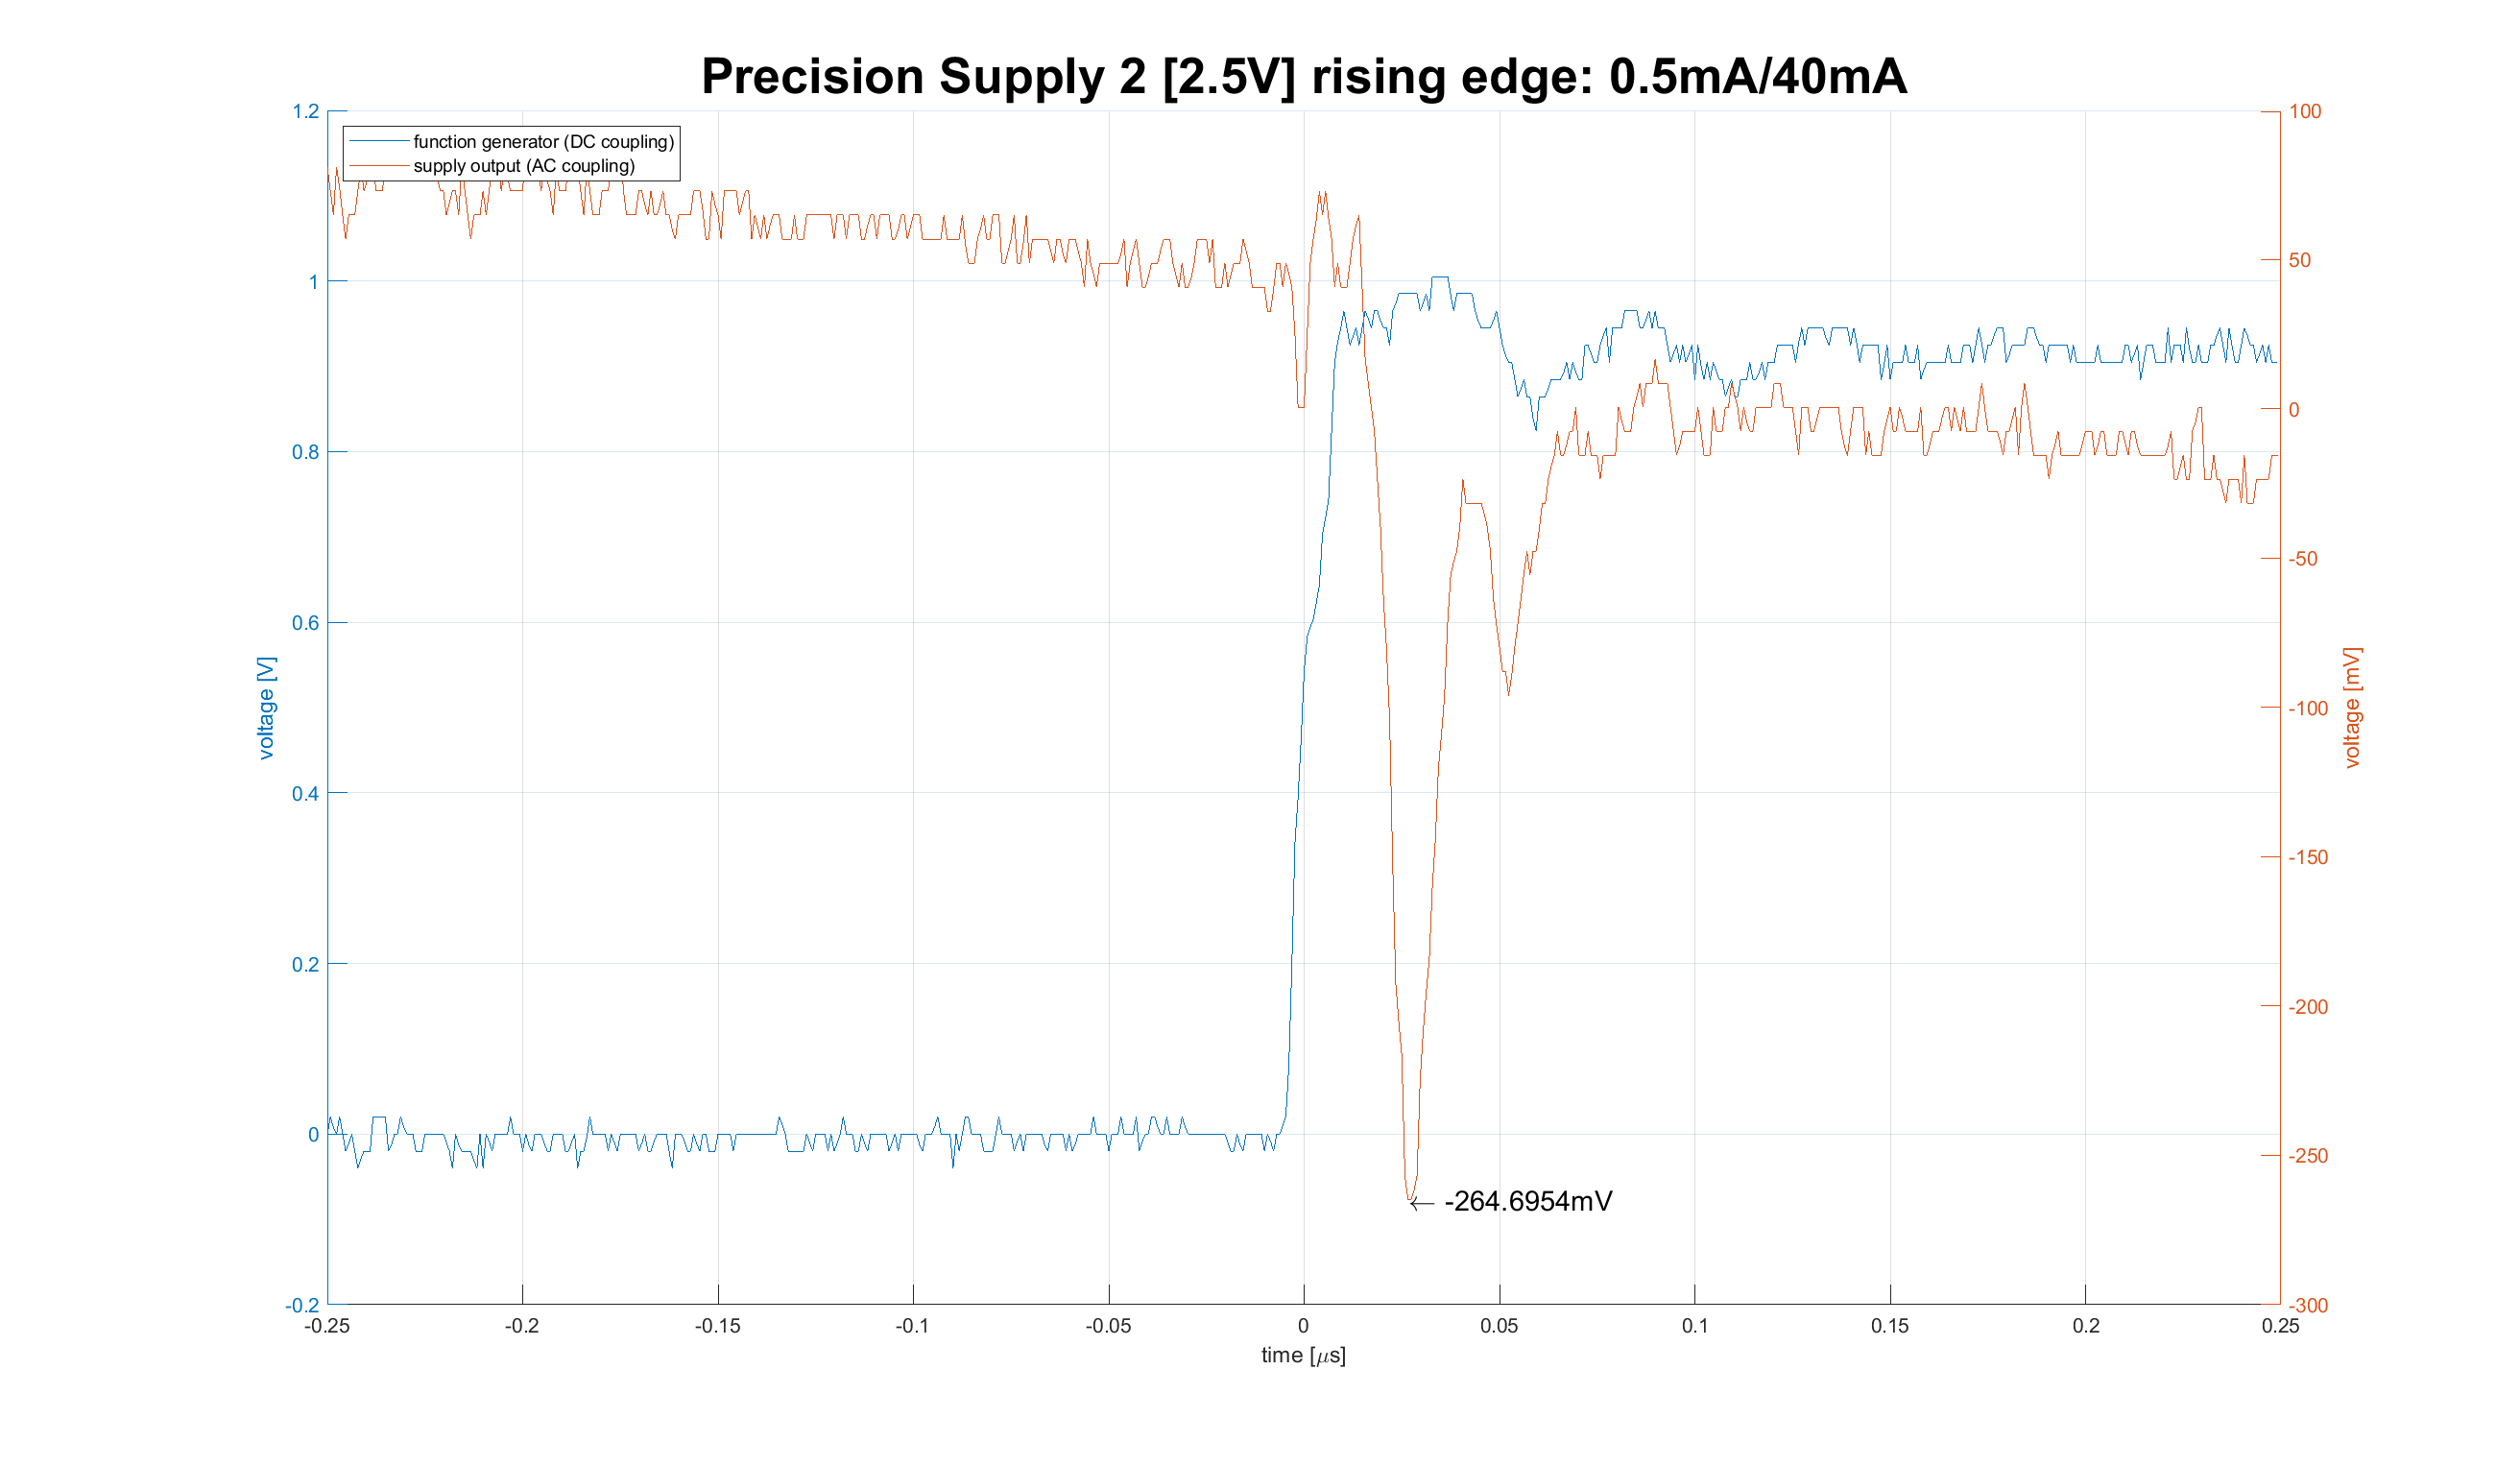 Precision Supply 2 [2.5V] rising edge: 0.5mA/40mA
function generator (DC coupling)
supply output (AC coupling)
voltage [V]
1.2
1
0.8
0.6
0.4
0.2
0
-0.2
100
50
0
-50
-100
-150
-200
-250
-300
voltage [mV]
← -264.6954mV
-0.25 -0.2 -0.15 -0.1 -0.05 0 0.05 0.1 0.15 0.2 0.25
time [μs]